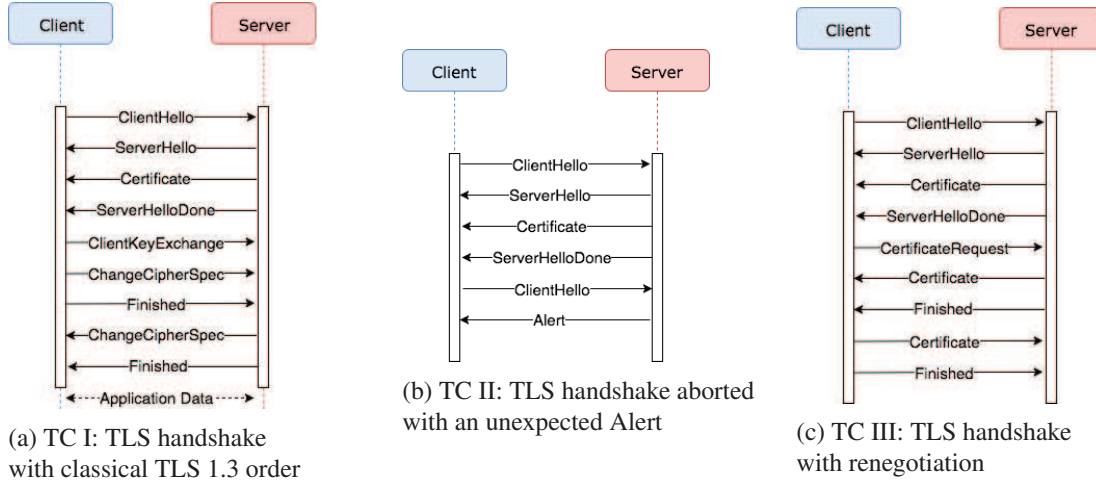 Client
Server
ClientHello
ServerHello
Certificate
ServerHelloDone
ClientKeyExchange
ChangeCipherSpec
Finished
ChangeCipherSpec
Finished
Application Data
(a) TC I: TLS handshake
with classical TLS 1.3 order
Client
Server
ClientHello
ServerHello
Certificate
ServerHelloDone
ClientHello
Alert
(b) TC II: TLS handshake aborted
with an unexpected Alert
Client
Server
ClientHello
ServerHello
Certificate
ServerHelloDone
CertificateRequest
Certificate
Finished
Certificate
Finished
(c) TC III: TLS handshake
with renegotiation